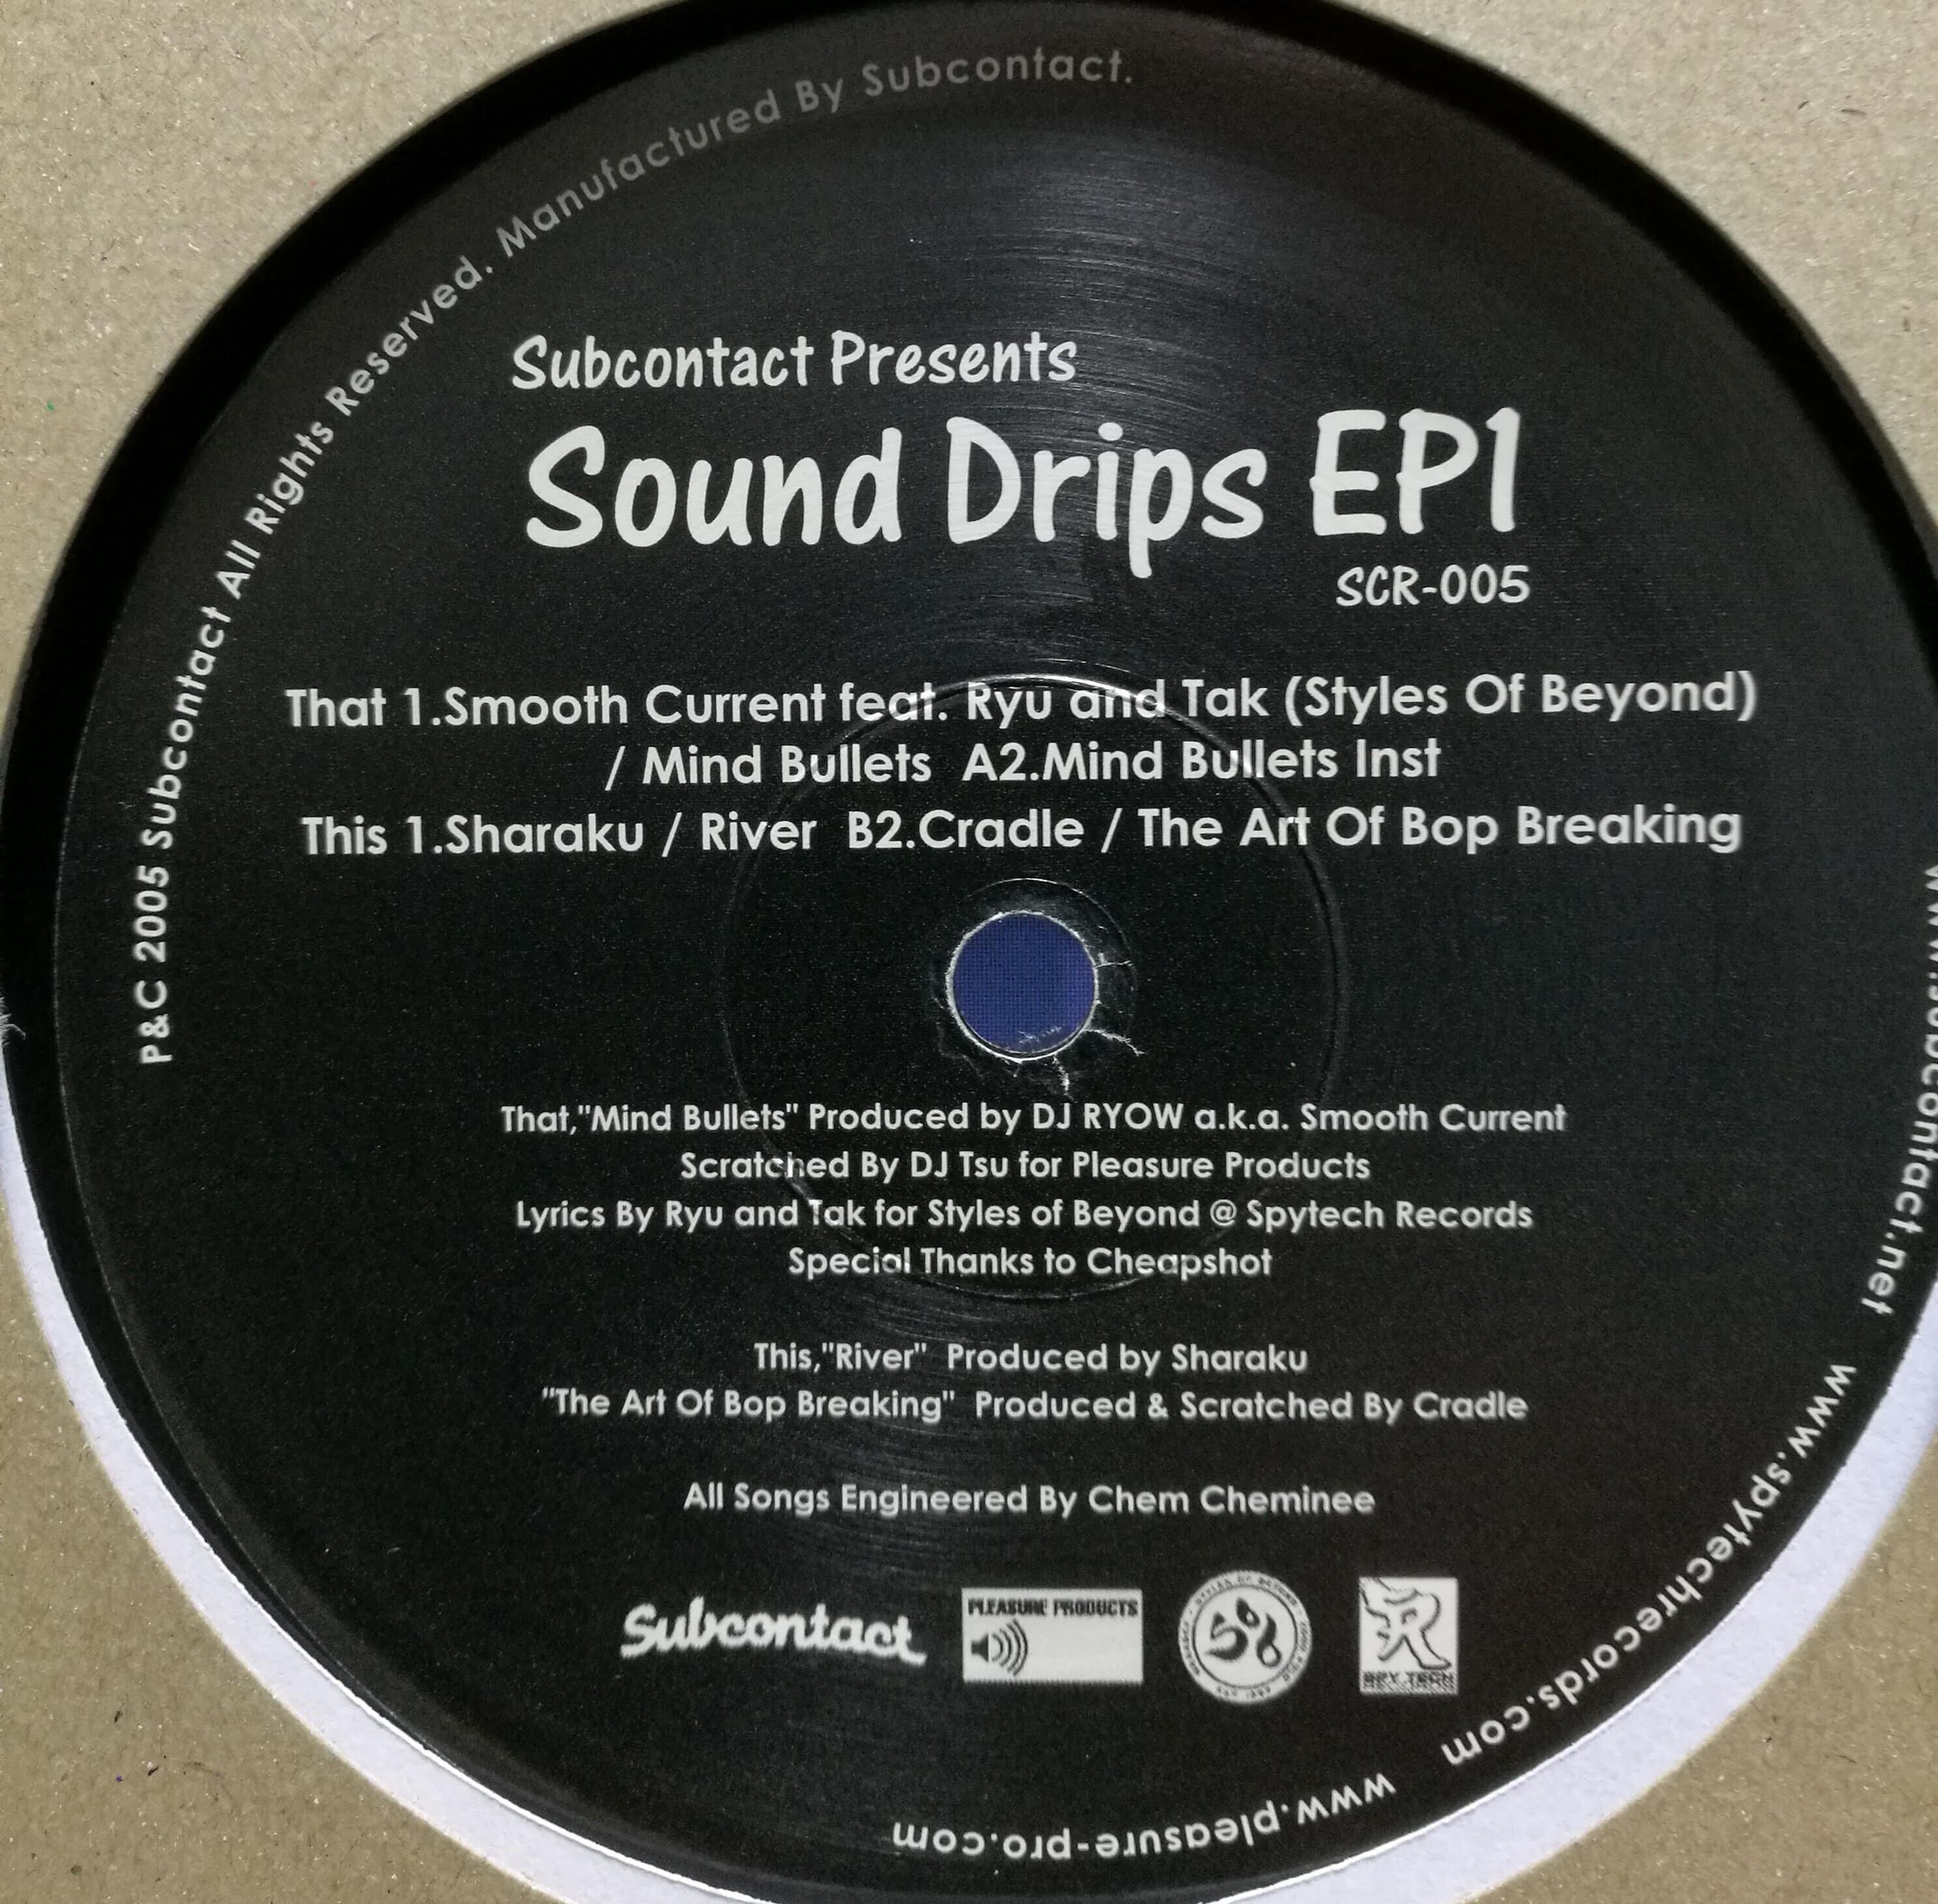 P&C 2005 Subcontact All Rights Reserved. Manufactured By Subcontact.
Subcontact Presents
Sound Drips EP1
SCR-005
That 1.Smooth Current feat. Ryu and Tak (Styles Of Beyond)
/ Mind Bullets A2.Mind Bullets Inst
This 1.Sharaku / River B2.Cradle / The Art Of Bop Breaking
That,"Mind Bullets" Produced by DJ RYOW a.k.a. Smooth Current
Scratched By DJ Tsu for Pleasure Products
Lyrics By Ryu and Tak for Styles of Beyond @ Spytech Records
Special Thanks to Cheapshot
This,"River" Produced by Sharaku
"The Art Of Bop Breaking" Produced & Scratched By Cradle
All Songs Engineered By Chem Cheminee
Subcontact
PLEASURE PRODUCTS
SPY TECH
www.subcontact.net
www.spytechrecords.com
www.pleasure-pro.com